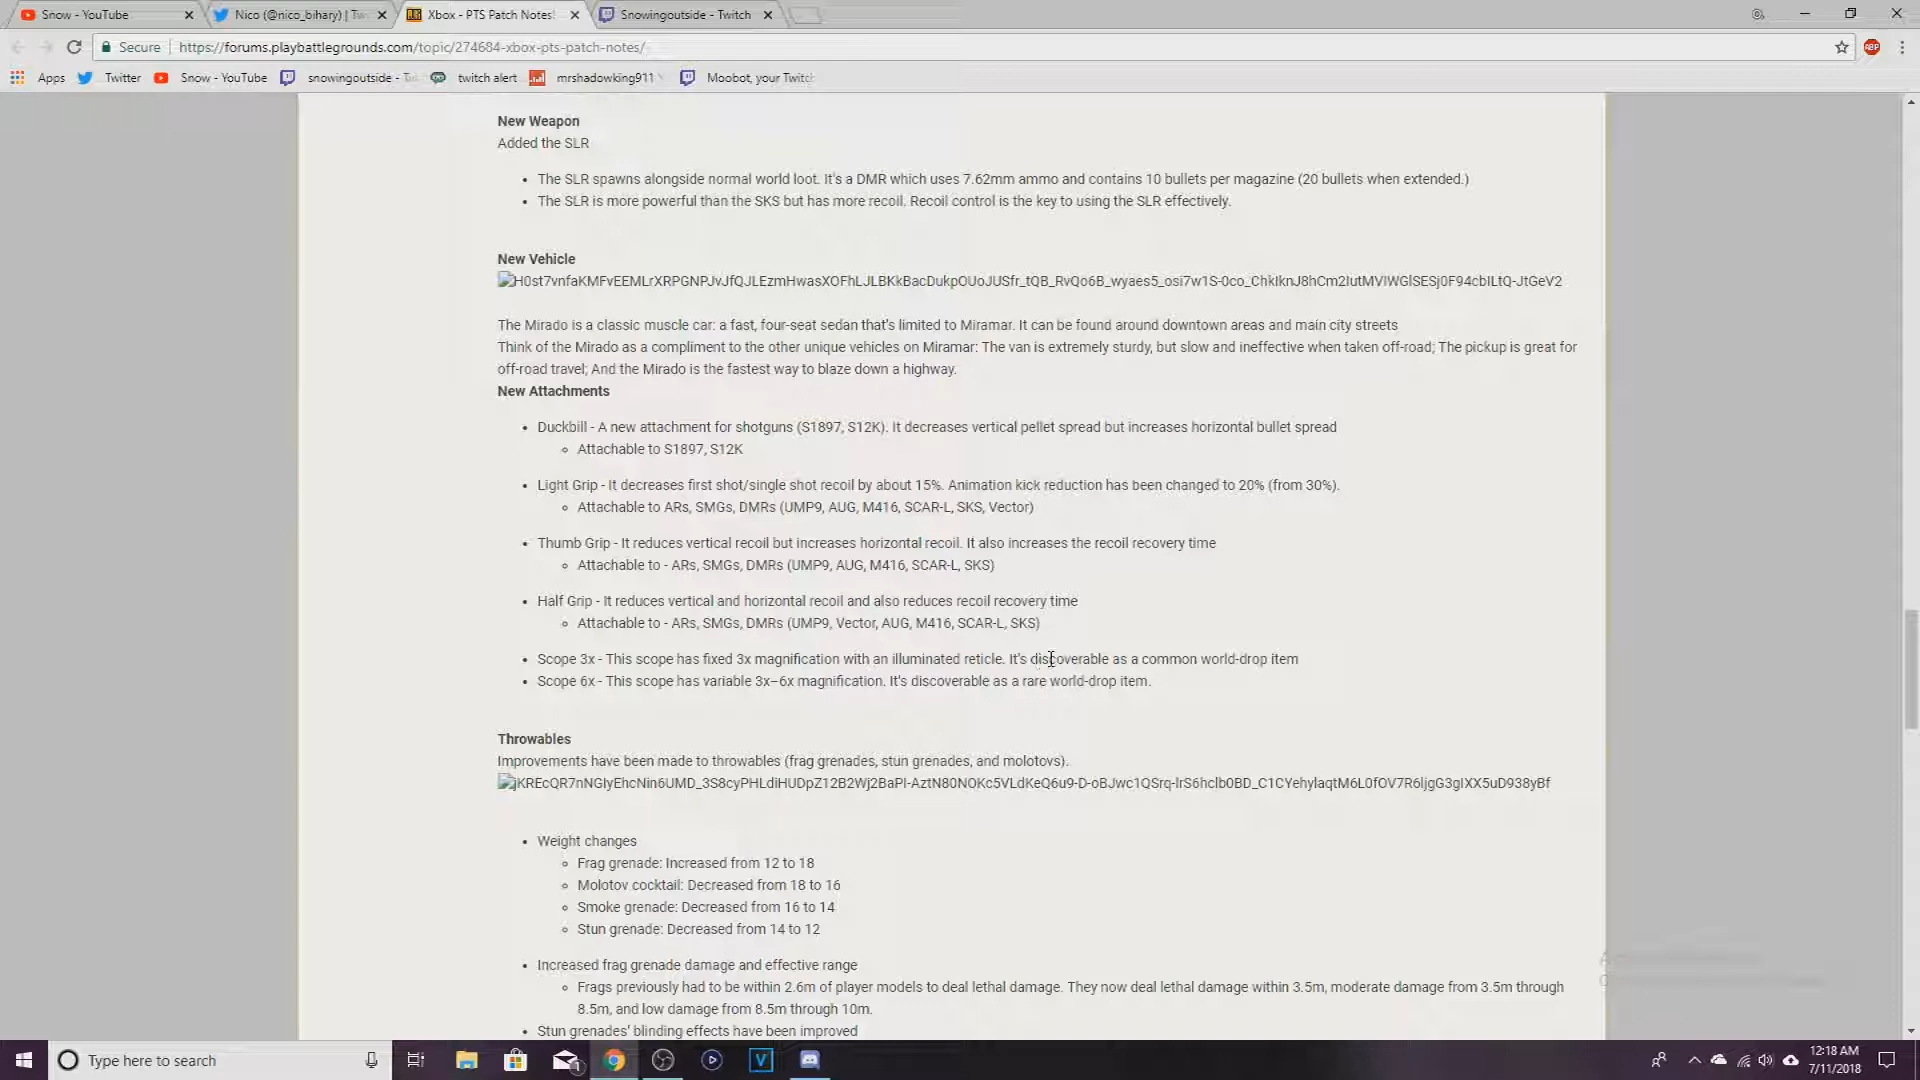 Snow - YouTube
Nico (@nico_bihary) | Tw
Xbox - PTS Patch Notes!
Snowingoutside - Twitch
Secure
https://forums.playbattlegrounds.com/topic/274684-xbox-pts-patch-notes/
ABP
Apps
Twitter
Snow - YouTube
snowingoutside - Tw
twitch alert
mrshadowking911
Moobot, your Twitc
New Weapon
Added the SLR
The SLR spawns alongside normal world loot. It's a DMR which uses 7.62mm ammo and contains 10 bullets per magazine (20 bullets when extended.)
The SLR is more powerful than the SKS but has more recoil. Recoil control is the key to using the SLR effectively.
New Vehicle
The Mirado is a classic muscle car: a fast, four-seat sedan that's limited to Miramar. It can be found around downtown areas and main city streets
Think of the Mirado as a compliment to the other unique vehicles on Miramar: The van is extremely sturdy, but slow and ineffective when taken off-road; The pickup is great for
off-road travel; And the Mirado is the fastest way to blaze down a highway.
New Attachments
Duckbill - A new attachment for shotguns (S1897, S12K). It decreases vertical pellet spread but increases horizontal bullet spread
Attachable to S1897, S12K
Light Grip - It decreases first shot/single shot recoil by about 15%. Animation kick reduction has been changed to 20% (from 30%).
Attachable to ARs, SMGs, DMRs (UMP9, AUG, M416, SCAR-L, SKS, Vector)
Thumb Grip - It reduces vertical recoil but increases horizontal recoil. It also increases the recoil recovery time
Attachable to - ARs, SMGs, DMRs (UMP9, AUG, M416, SCAR-L, SKS)
Half Grip - It reduces vertical and horizontal recoil and also reduces recoil recovery time
Attachable to - ARs, SMGs, DMRs (UMP9, Vector, AUG, M416, SCAR-L, SKS)
Scope 3x - This scope has fixed 3x magnification with an illuminated reticle. It's discoverable as a common world-drop item
Scope 6x - This scope has variable 3x–6x magnification. It's discoverable as a rare world-drop item.
Throwables
Improvements have been made to throwables (frag grenades, stun grenades, and molotovs).
Weight changes
Frag grenade: Increased from 12 to 18
Molotov cocktail: Decreased from 18 to 16
Smoke grenade: Decreased from 16 to 14
Stun grenade: Decreased from 14 to 12
Increased frag grenade damage and effective range
Frags previously had to be within 2.6m of player models to deal lethal damage. They now deal lethal damage within 3.5m, moderate damage from 3.5m through
8.5m, and low damage from 8.5m through 10m.
Stun grenades' blinding effects have been improved
Type here to search
12:18 AM
7/11/2018